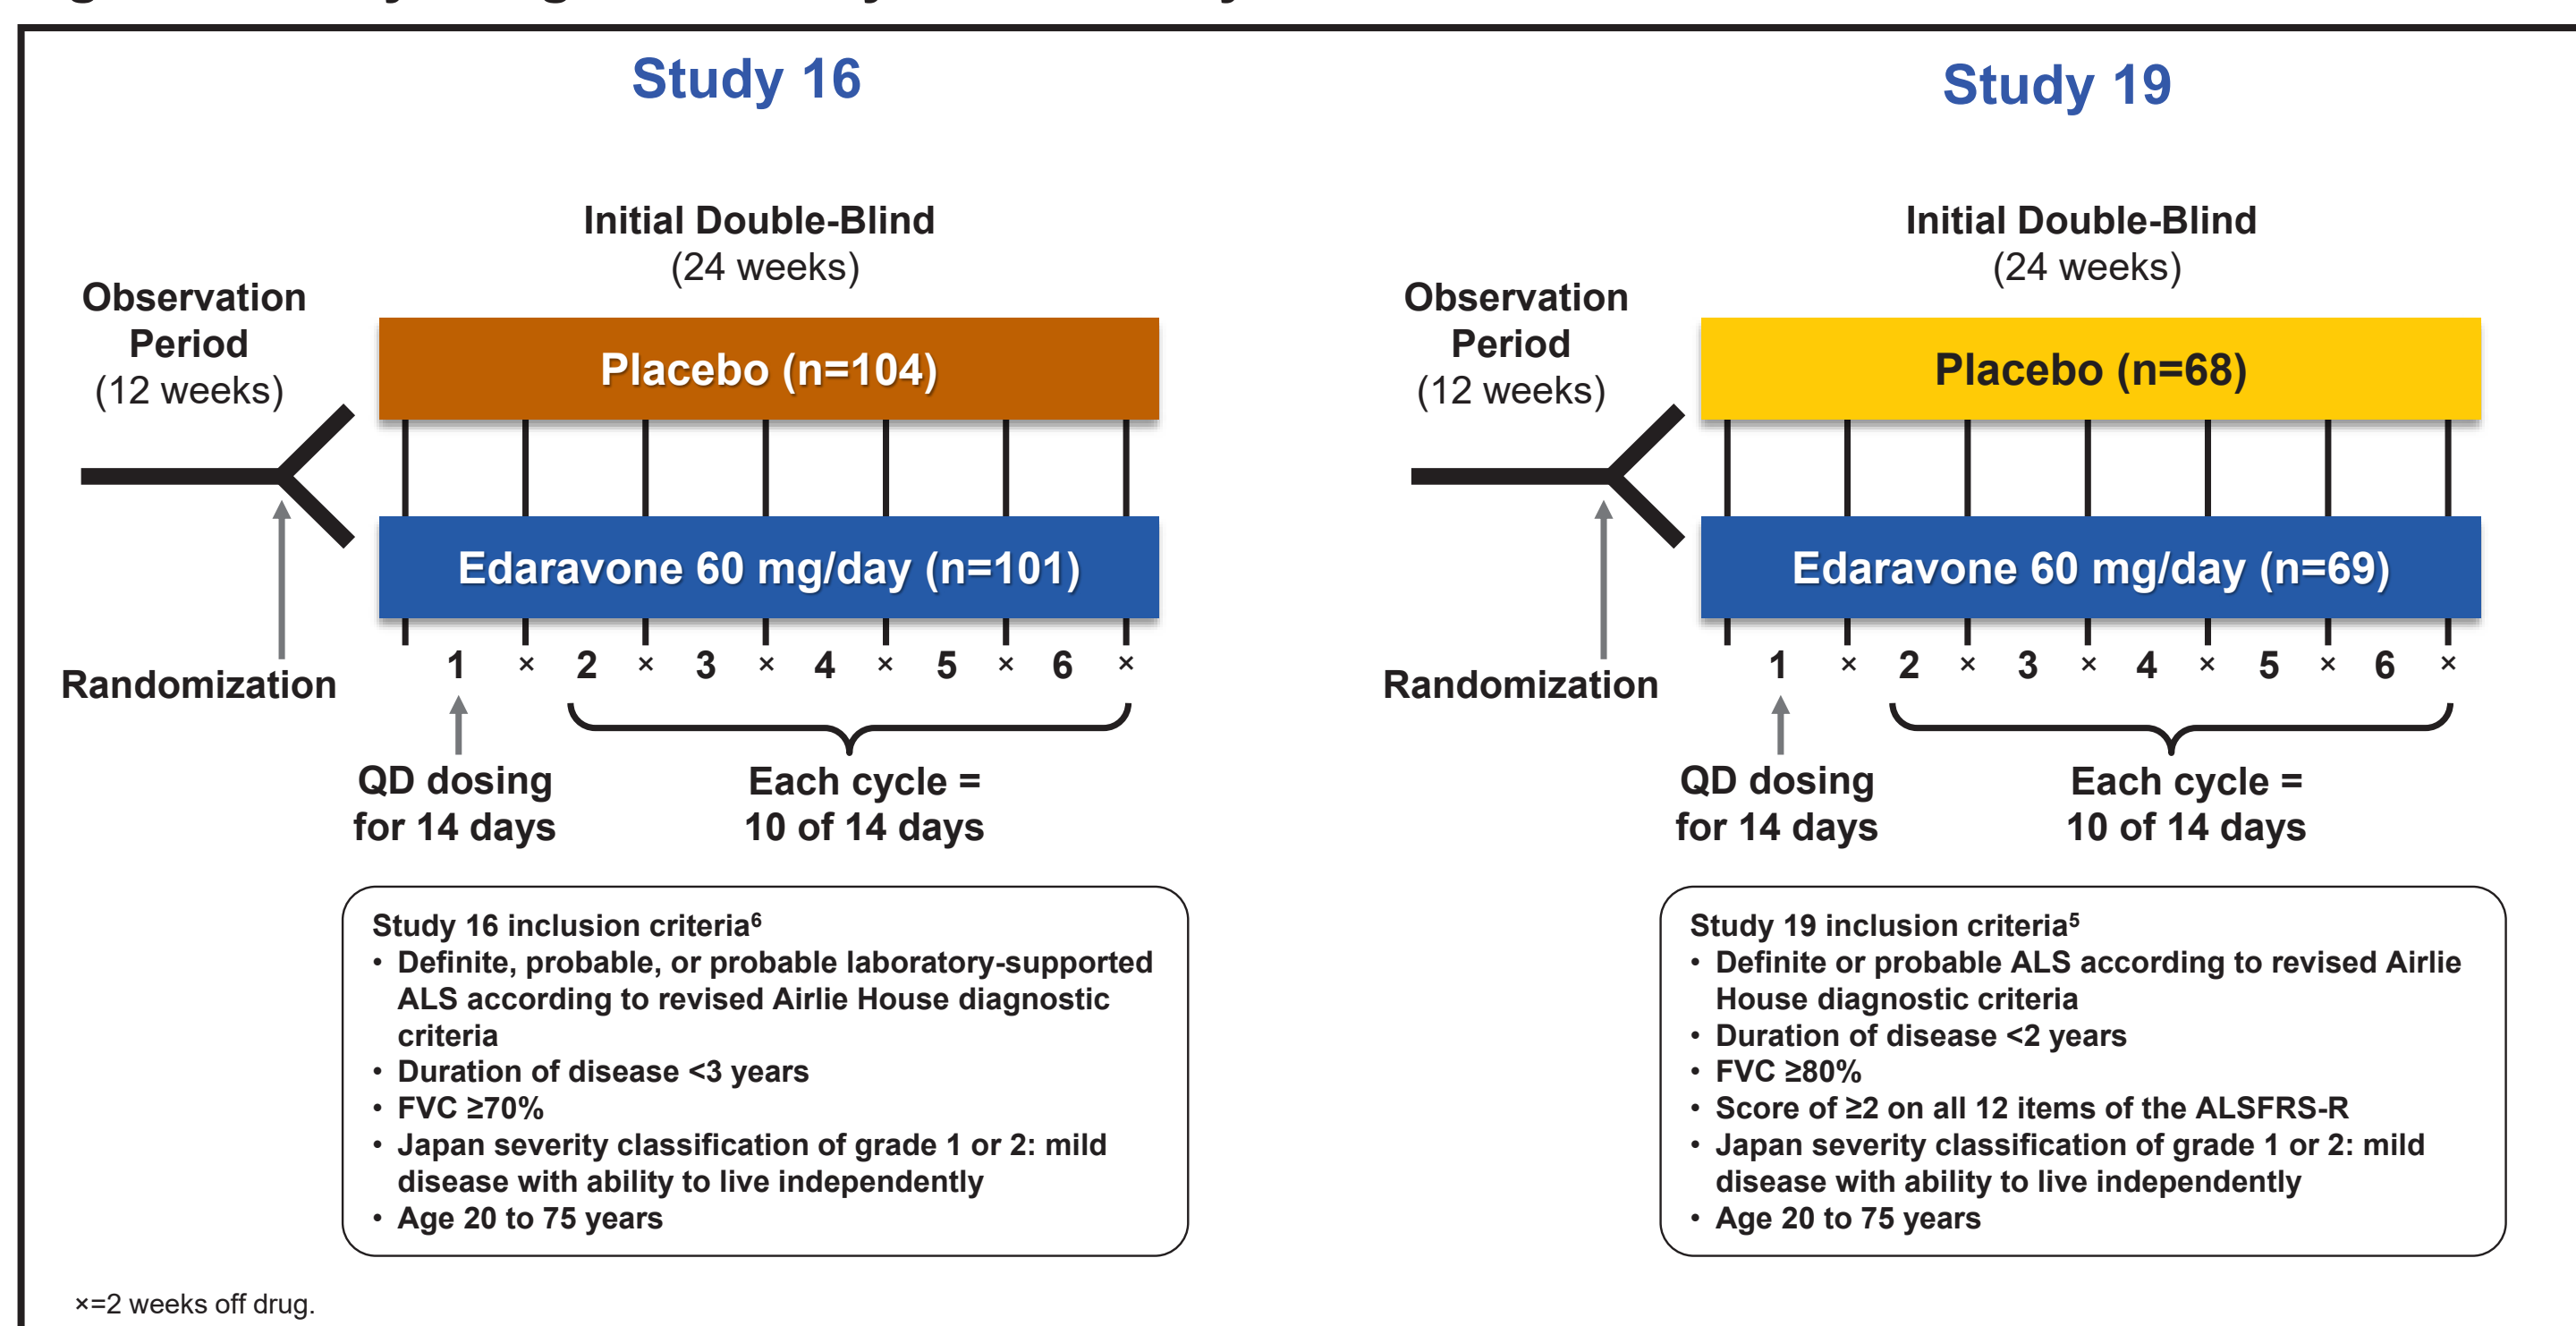 Study 16
Initial Double-Blind
(24 weeks)
Observation
Period
(12 weeks)
Placebo (n=104)
Edaravone 60 mg/day (n=101)
1 × 2 × 3 × 4 × 5 × 6 ×
Randomization
QD dosing
for 14 days
Each cycle =
10 of 14 days
Study 16 inclusion criteria⁶
• Definite, probable, or probable laboratory-supported
ALS according to revised Airlie House diagnostic
criteria
• Duration of disease <3 years
• FVC ≥70%
• Japan severity classification of grade 1 or 2: mild
disease with ability to live independently
• Age 20 to 75 years
Study 19
Initial Double-Blind
(24 weeks)
Observation
Period
(12 weeks)
Placebo (n=68)
Edaravone 60 mg/day (n=69)
1 × 2 × 3 × 4 × 5 × 6 ×
Randomization
QD dosing
for 14 days
Each cycle =
10 of 14 days
Study 19 inclusion criteria⁵
• Definite or probable ALS according to revised Airlie
House diagnostic criteria
• Duration of disease <2 years
• FVC ≥80%
• Score of ≥2 on all 12 items of the ALSFRS-R
• Japan severity classification of grade 1 or 2: mild
disease with ability to live independently
• Age 20 to 75 years
×=2 weeks off drug.